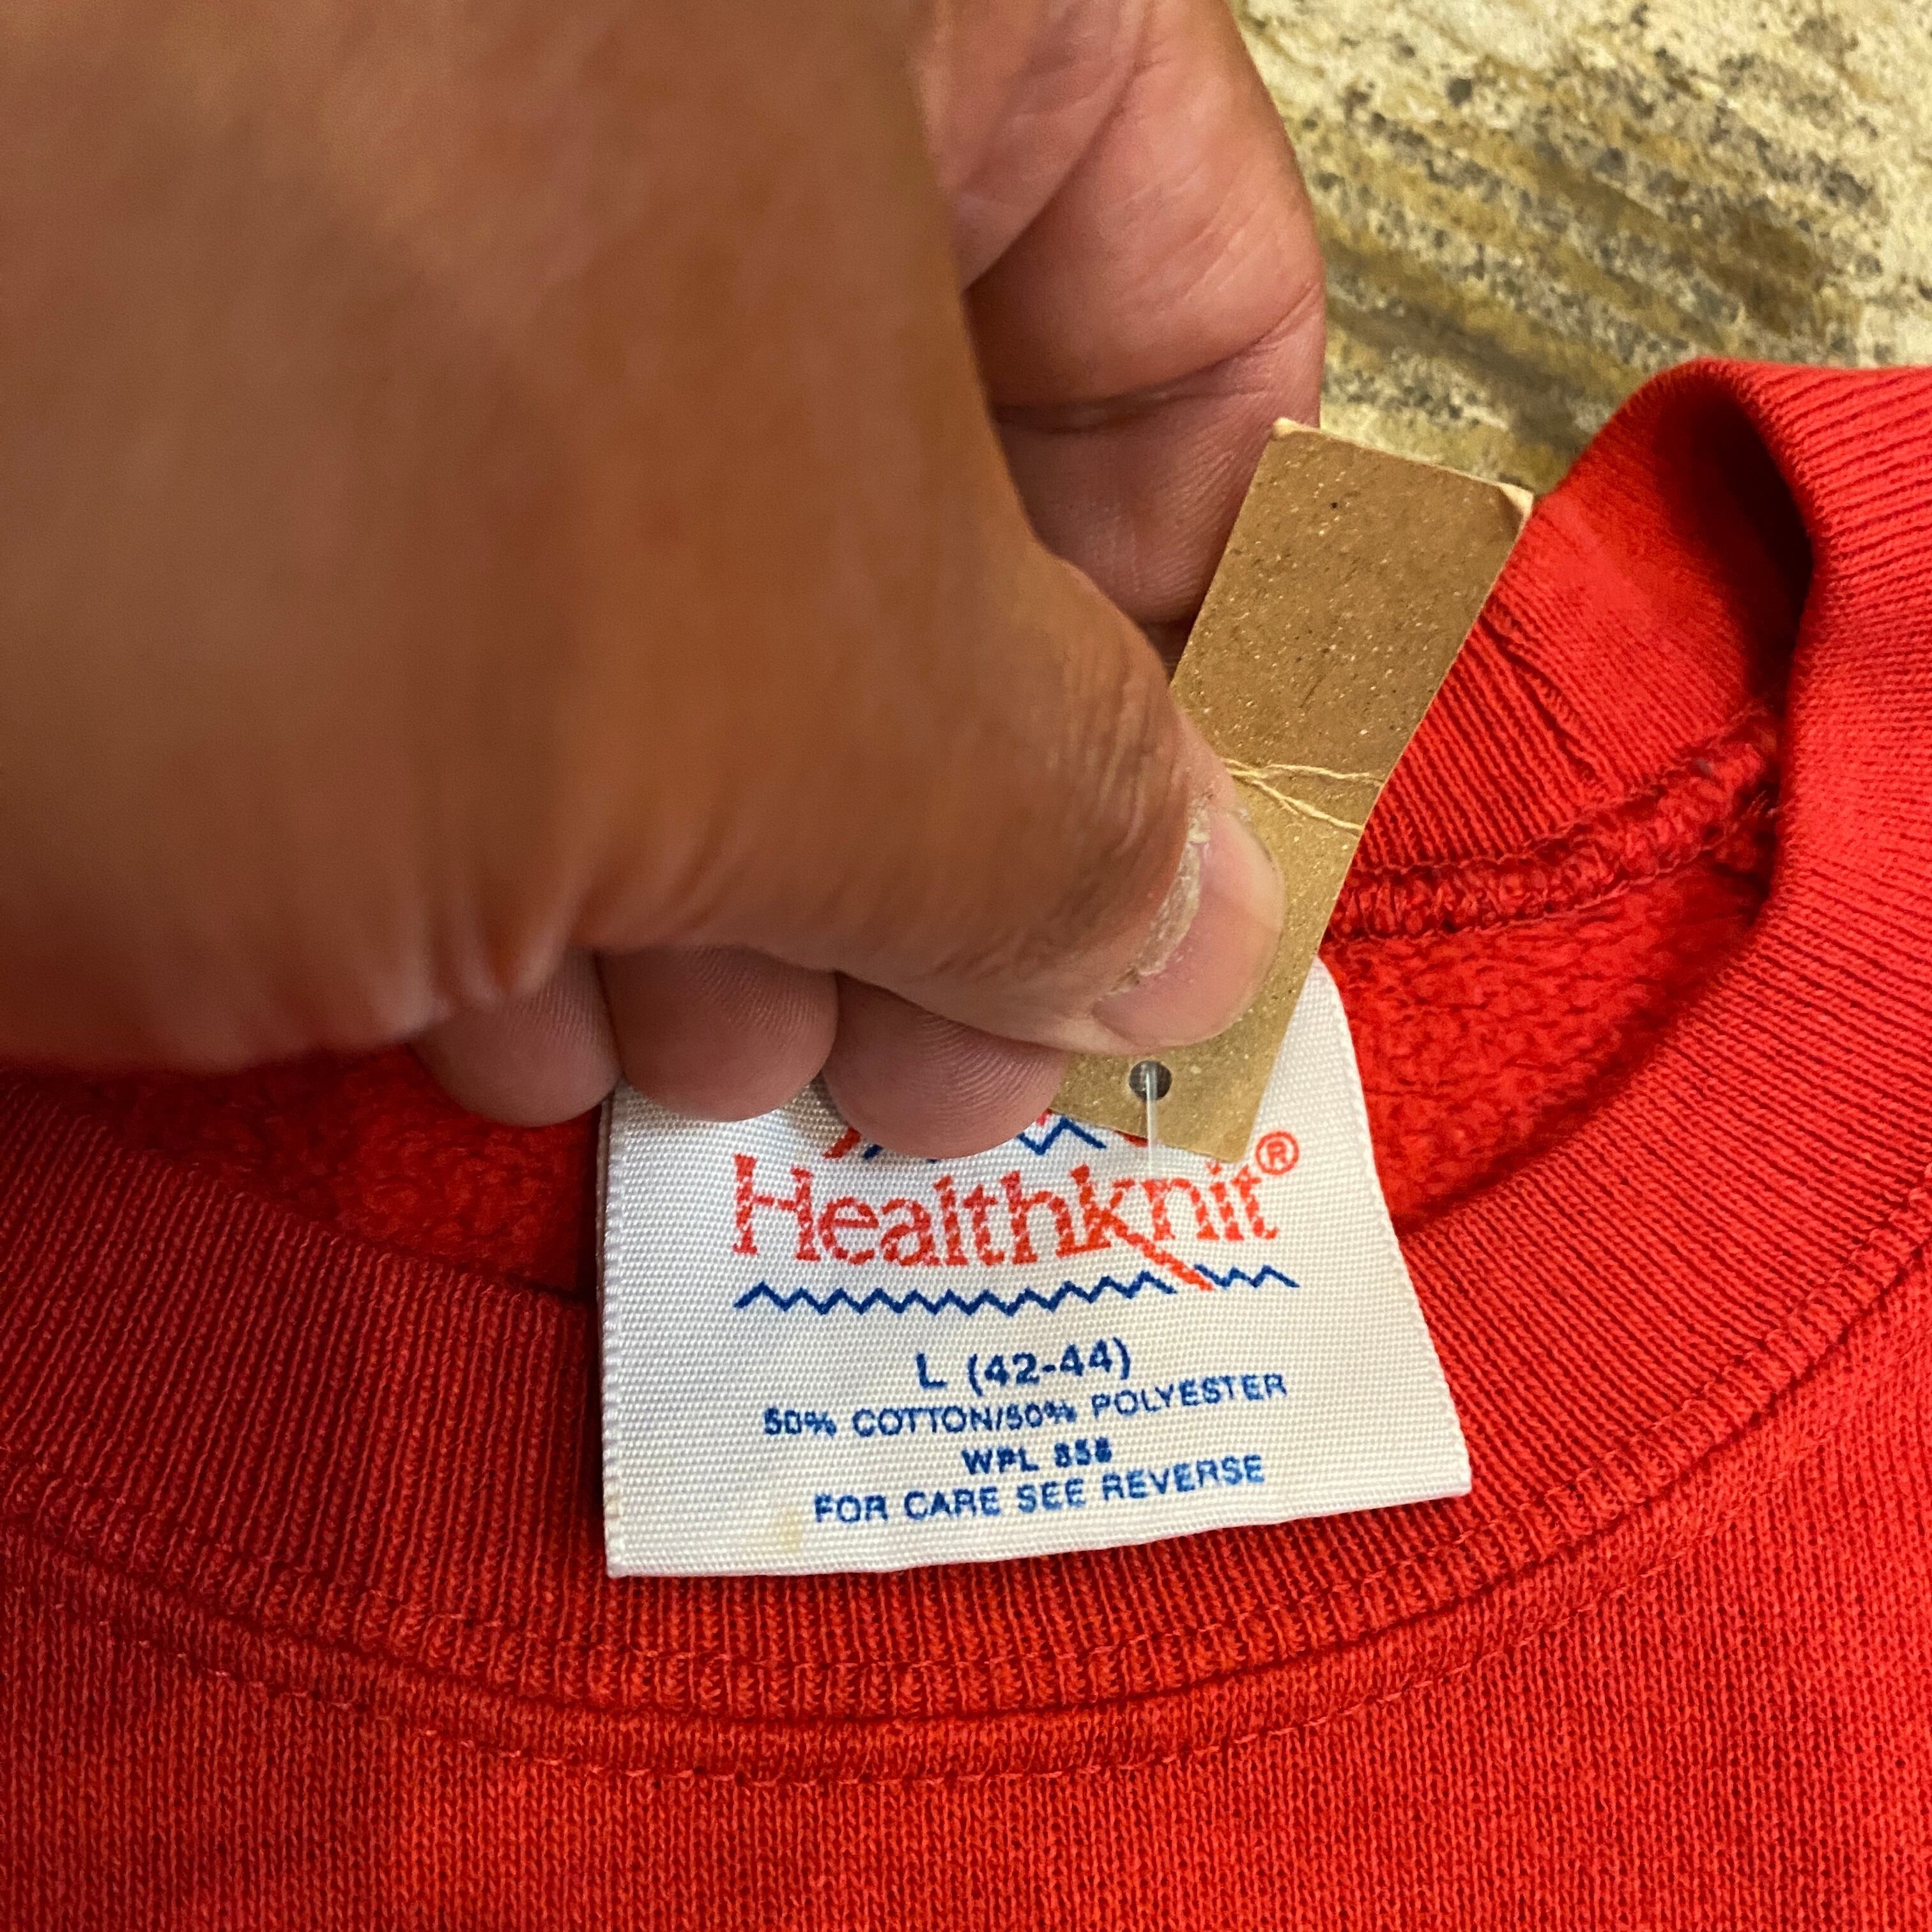 Healthknit®
L (42-44)
50% COTTON/50% POLYESTER
WPL 858
FOR CARE SEE REVERSE